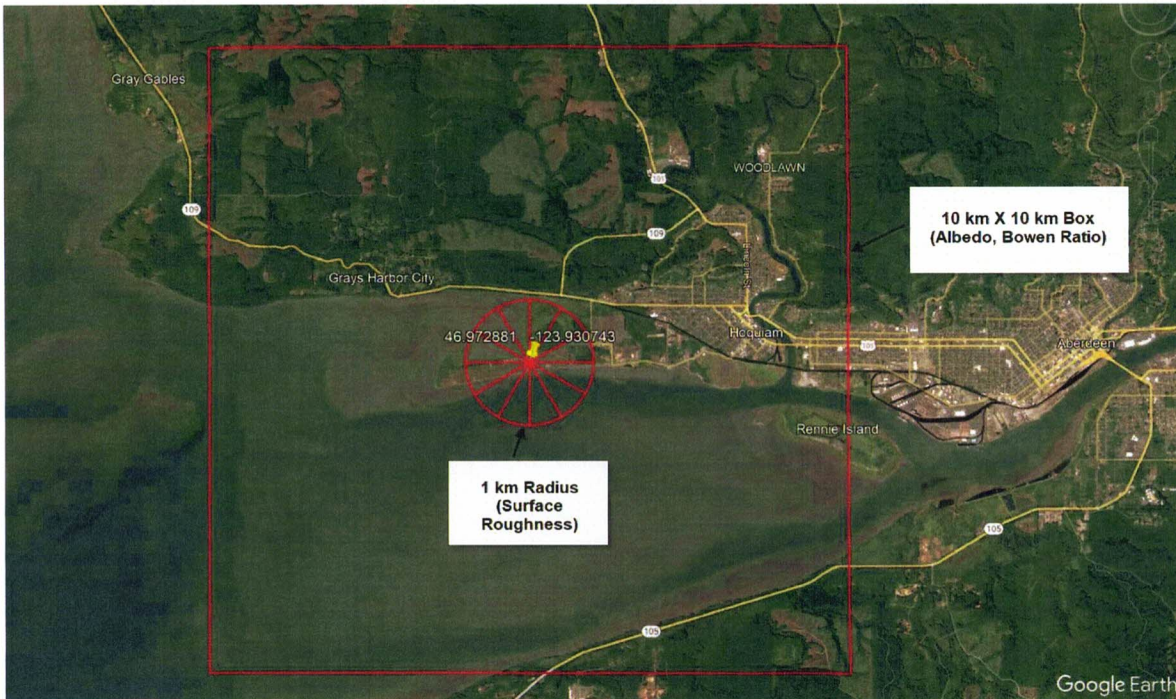 Gray Gables
101
WOODLAWN
109
10 km X 10 km Box
(Albedo, Bowen Ratio)
109
Grays Harbor City
46.972881 -123.930743
Hoquiam
101
Aberdeen
Rennie Island
1 km Radius
(Surface
Roughness)
105
105
Google Earth